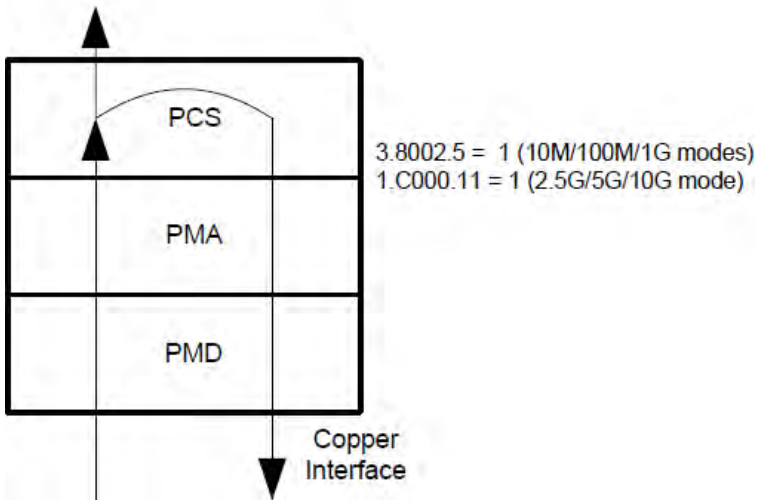 PCS
3.8002.5 = 1 (10M/100M/1G modes)
1.C000.11 = 1 (2.5G/5G/10G mode)
PMA
PMD
Copper
Interface